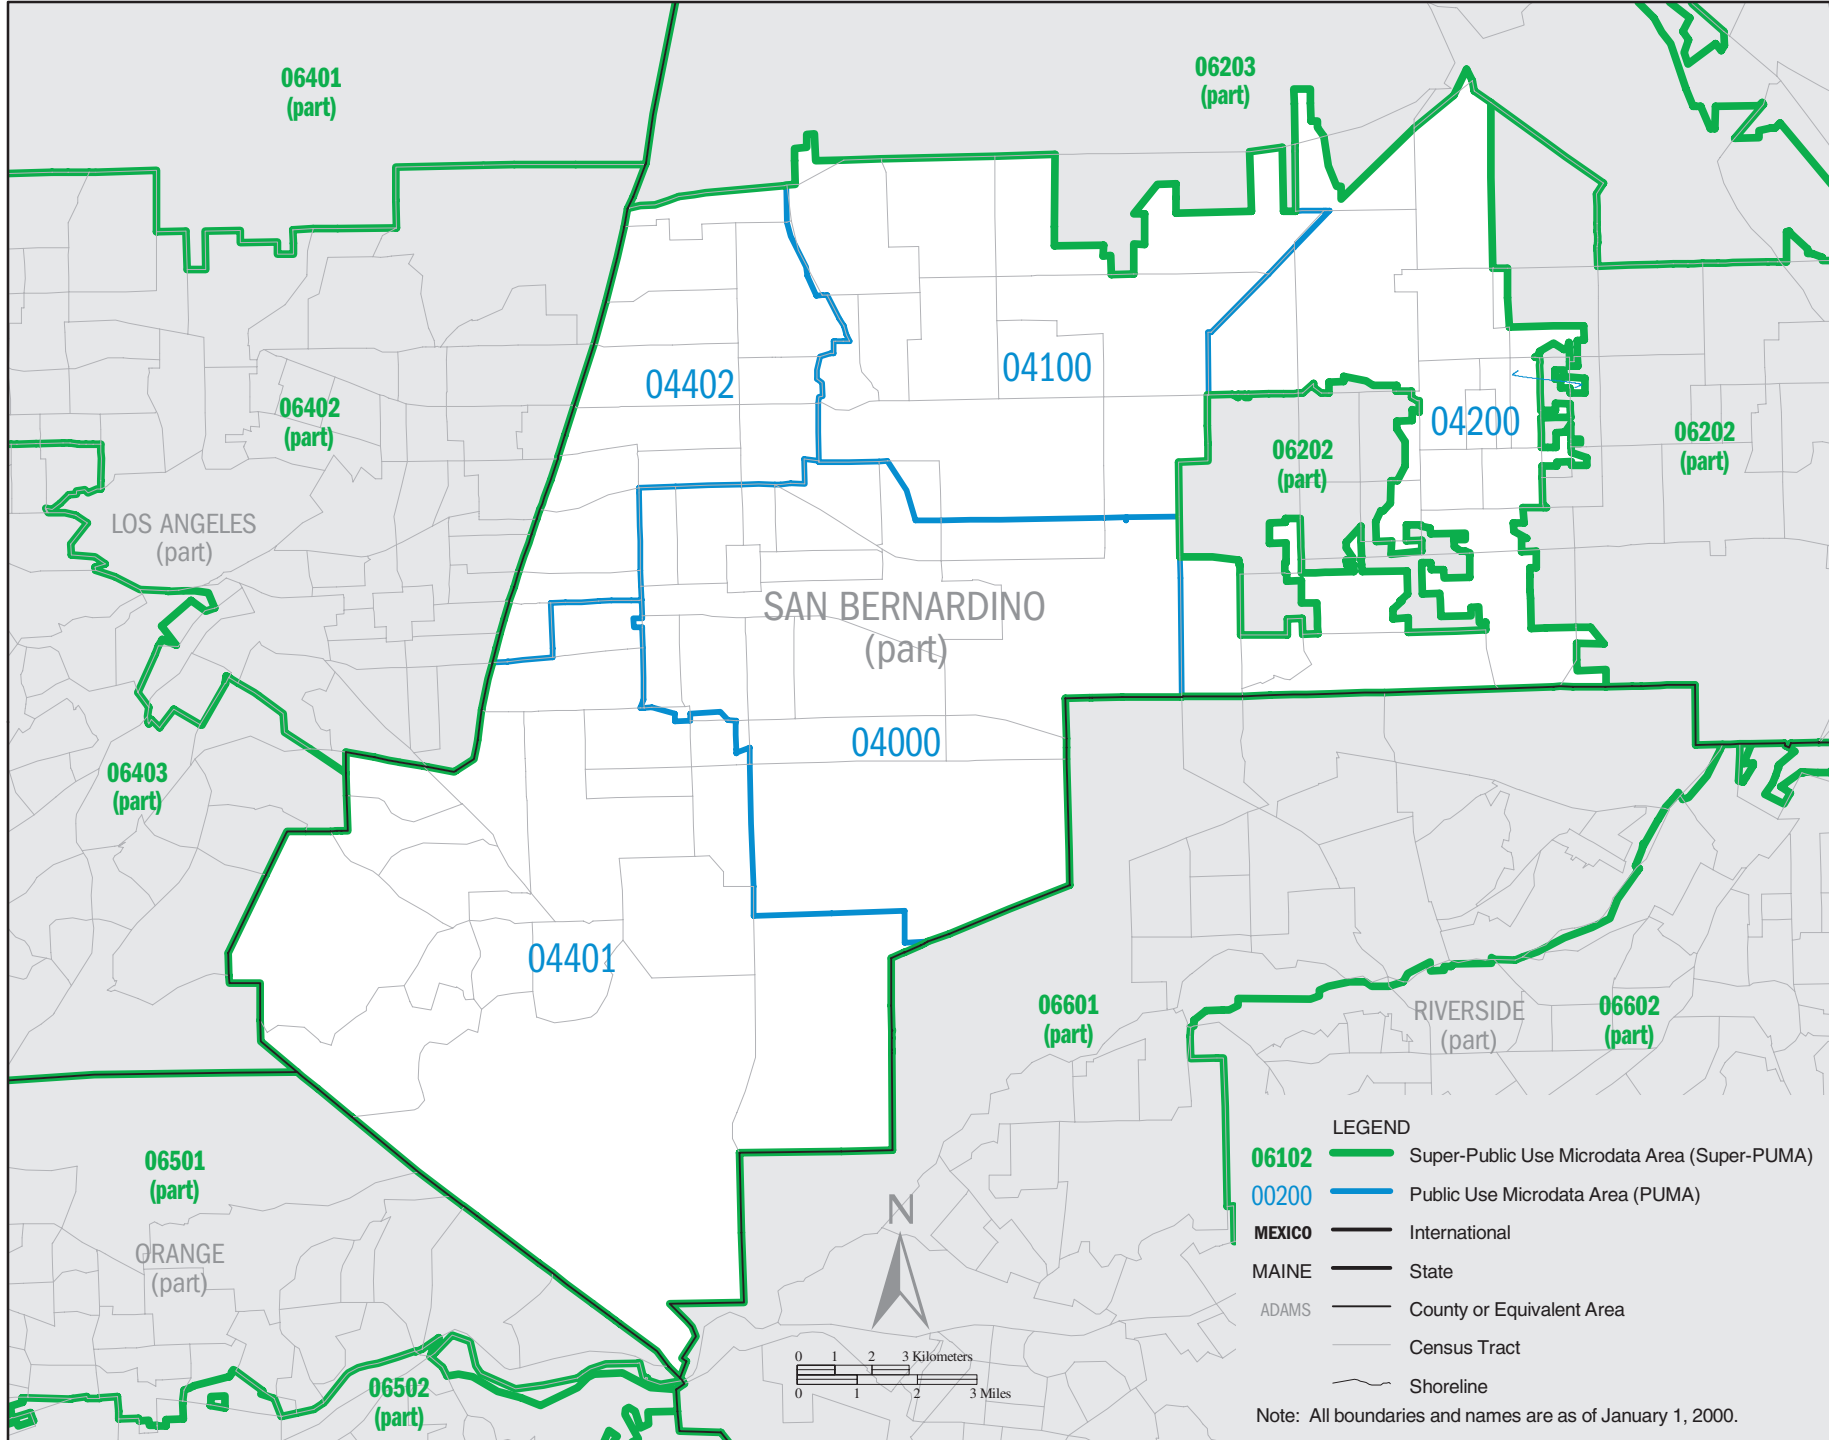 06401
(part)
06203
(part)
04402
04100
06402
(part)
04200
06202
(part)
06202
(part)
LOS ANGELES
(part)
SAN BERNARDINO
(part)
04000
06403
(part)
04401
06601
(part)
RIVERSIDE
(part)
06602
(part)
06501
(part)
ORANGE
(part)
06502
(part)
N
0 1 2 3 Kilometers
0 1 2 3 Miles
LEGEND
06102 Super-Public Use Microdata Area (Super-PUMA)
00200 Public Use Microdata Area (PUMA)
MEXICO International
MAINE State
ADAMS County or Equivalent Area
Census Tract
Shoreline
Note: All boundaries and names are as of January 1, 2000.